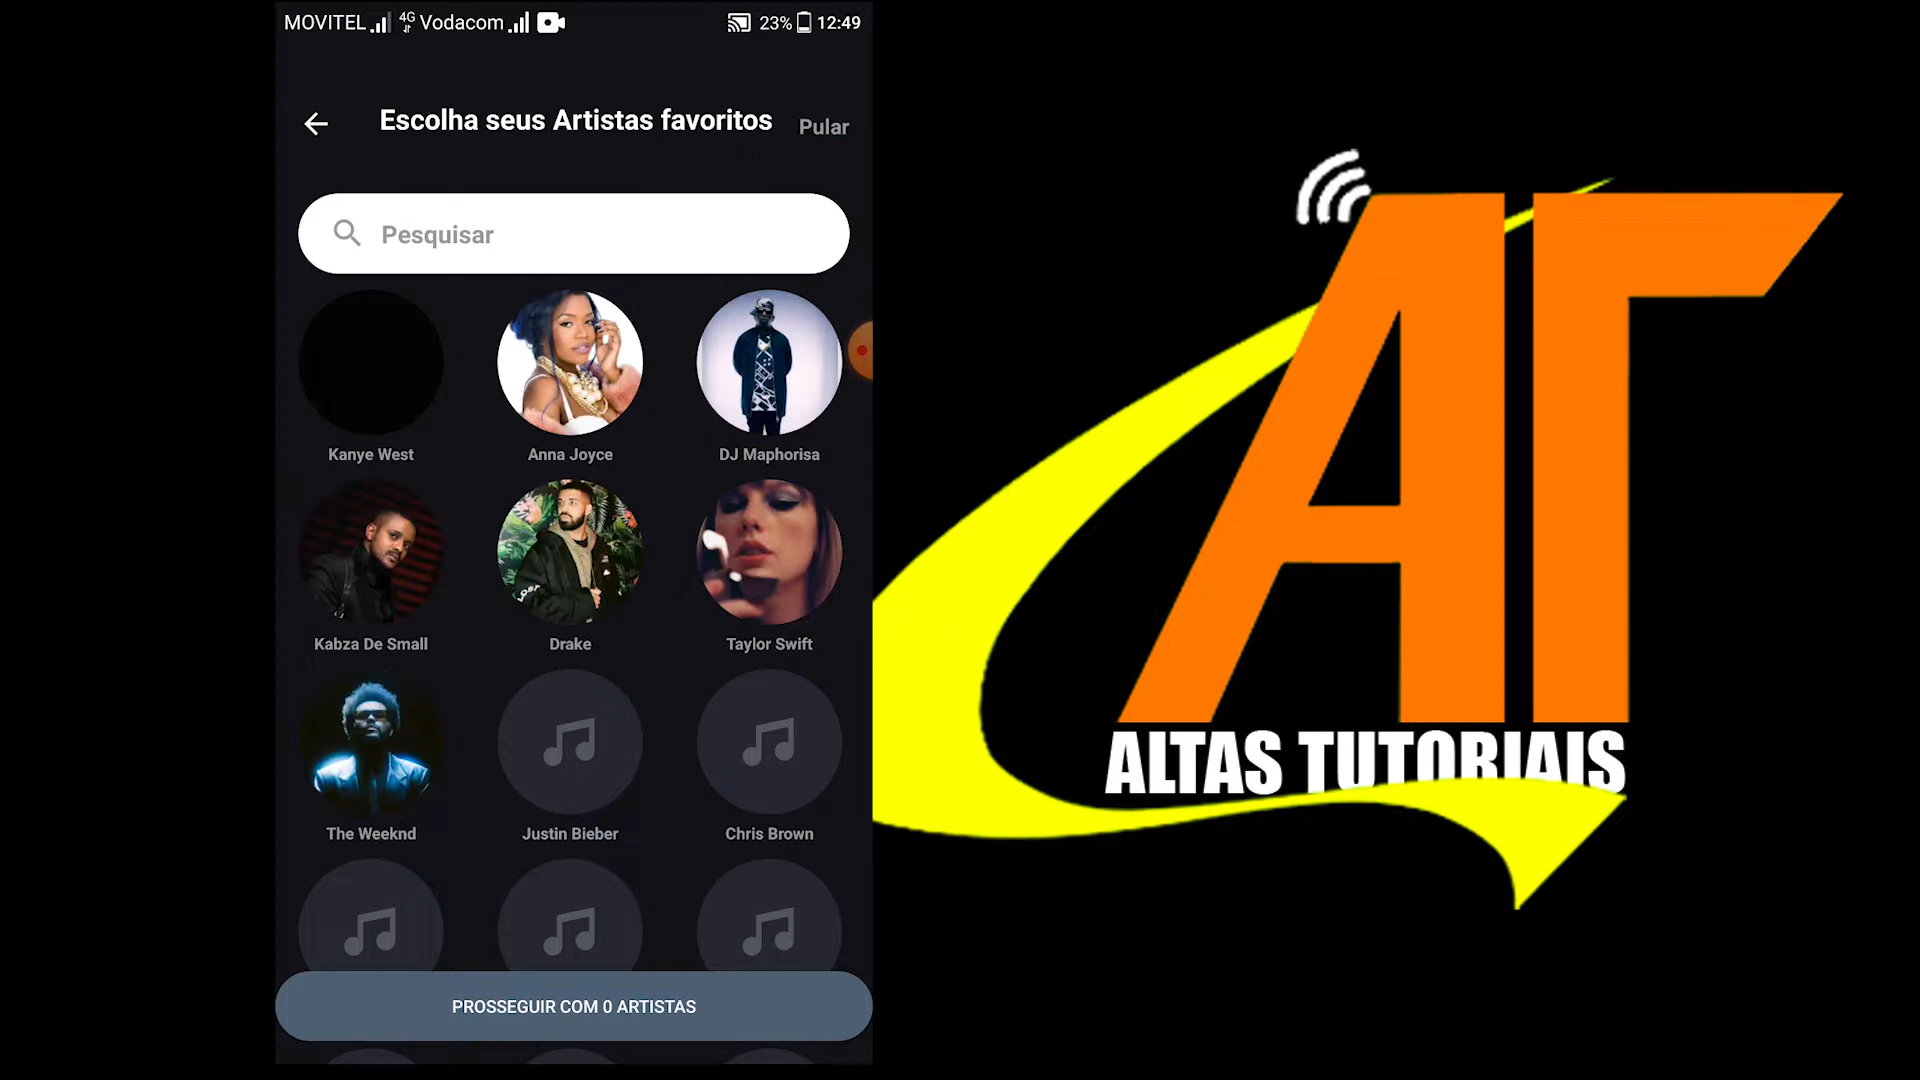 MOVITEL 4G Vodacom 23% 12:49
Escolha seus Artistas favoritos Pular
Pesquisar
Kanye West Anna Joyce DJ Maphorisa
Kabza De Small Drake Taylor Swift
The Weeknd Justin Bieber Chris Brown
PROSSEGUIR COM 0 ARTISTAS
AT
ALTAS TUTORIAIS